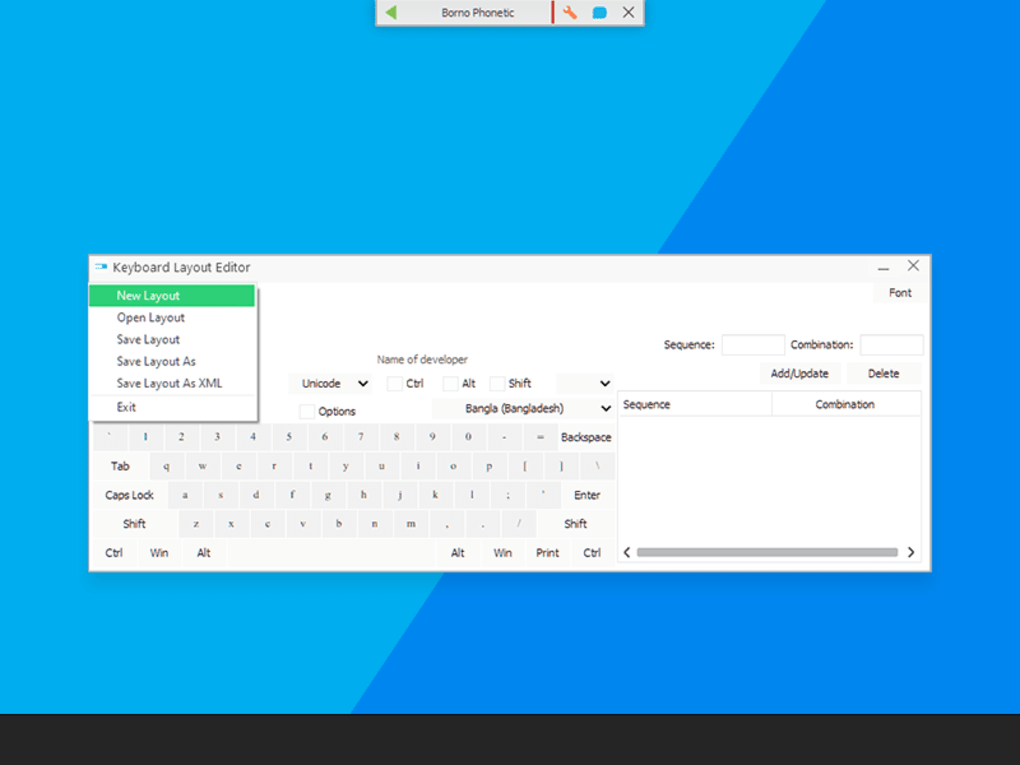 Borno Phonetic
Keyboard Layout Editor
New Layout
Open Layout
Save Layout
Save Layout As
Save Layout As XML
Exit
Font
Sequence: Combination:
Name of developer
Add/Update Delete
Unicode Ctrl Alt Shift
Options Bangla (Bangladesh)
Sequence Combination
` 1 2 3 4 5 6 7 8 9 0 - = Backspace
Tab q w e r t y u i o p [ ] \
Caps Lock a s d f g h j k l ; ' Enter
Shift z x c v b n m , . / Shift
Ctrl Win Alt Alt Win Print Ctrl